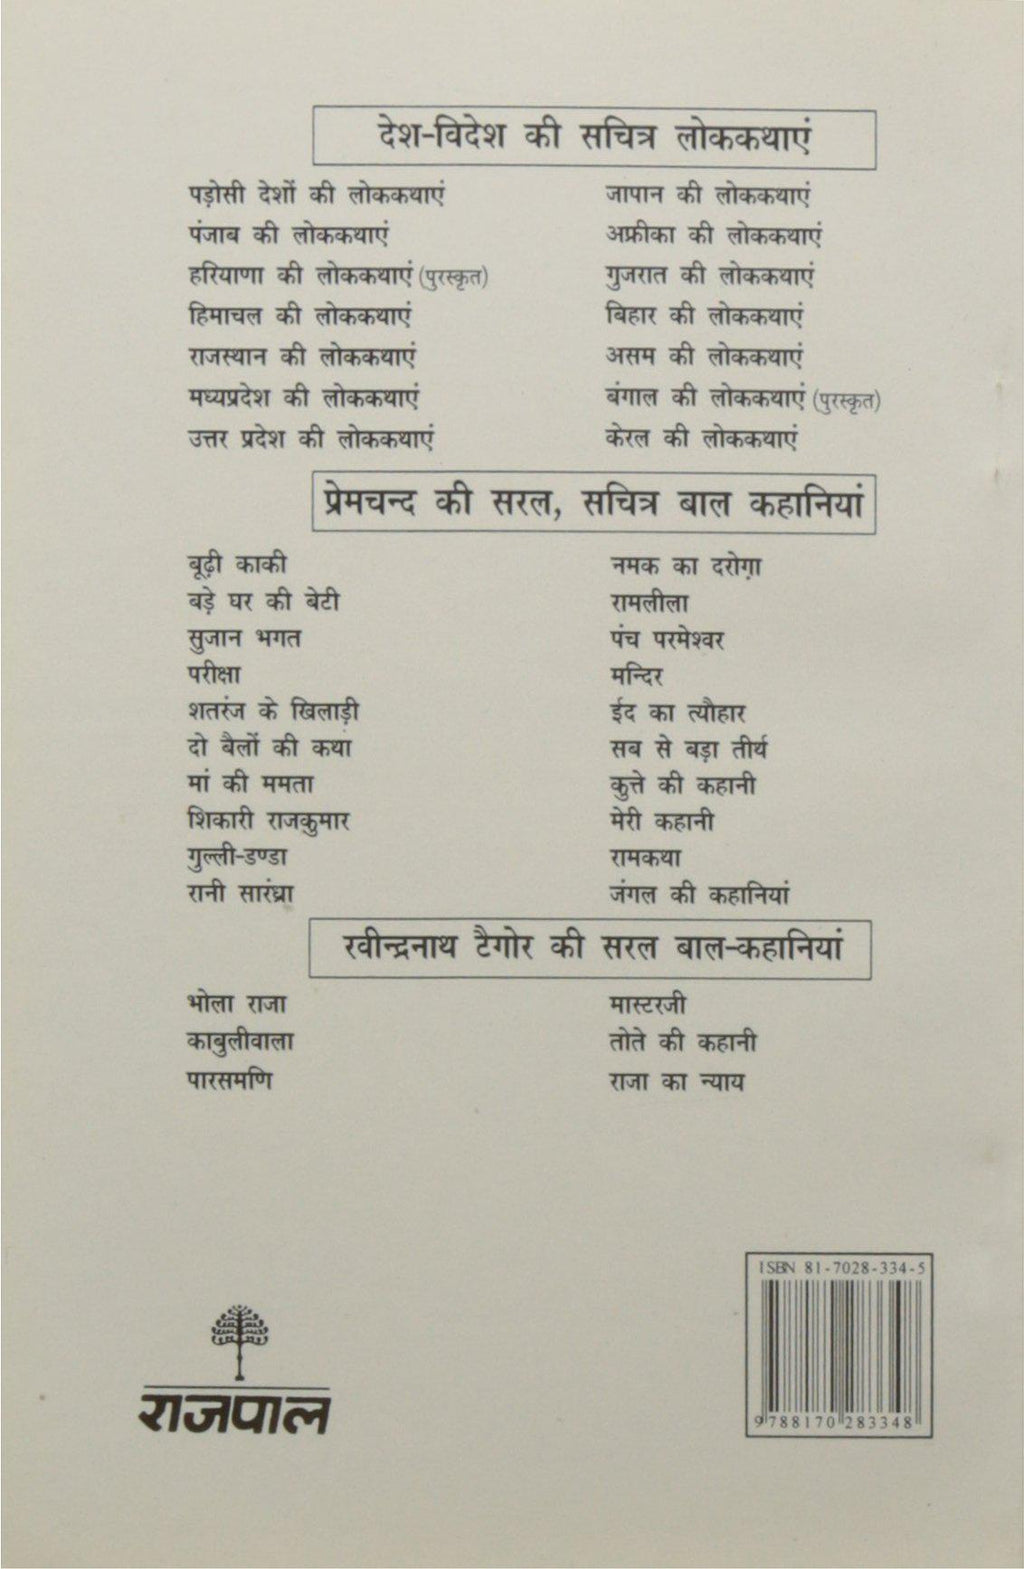 देश-विदेश की सचित्र लोककथाएं
पड़ोसी देशों की लोककथाएं
पंजाब की लोककथाएं
हरियाणा की लोककथाएं (पुरस्कृत)
हिमाचल की लोककथाएं
राजस्थान की लोककथाएं
मध्यप्रदेश की लोककथाएं
उत्तर प्रदेश की लोककथाएं
जापान की लोककथाएं
अफ्रीका की लोककथाएं
गुजरात की लोककथाएं
बिहार की लोककथाएं
असम की लोककथाएं
बंगाल की लोककथाएं (पुरस्कृत)
केरल की लोककथाएं
प्रेमचन्द की सरल, सचित्र बाल कहानियां
बूढ़ी काकी
बड़े घर की बेटी
सुजान भगत
परीक्षा
शतरंज के खिलाड़ी
दो बैलों की कथा
मां की ममता
शिकारी राजकुमार
गुल्ली-डण्डा
रानी सारंध्रा
नमक का दरोग़ा
रामलीला
पंच परमेश्वर
मन्दिर
ईद का त्यौहार
सब से बड़ा तीर्थ
कुत्ते की कहानी
मेरी कहानी
रामकथा
जंगल की कहानियां
रवीन्द्रनाथ टैगोर की सरल बाल-कहानियां
भोला राजा
काबुलीवाला
पारसमणि
मास्टरजी
तोते की कहानी
राजा का न्याय
राजपाल
ISBN 81-7028-334-5
9788170283348